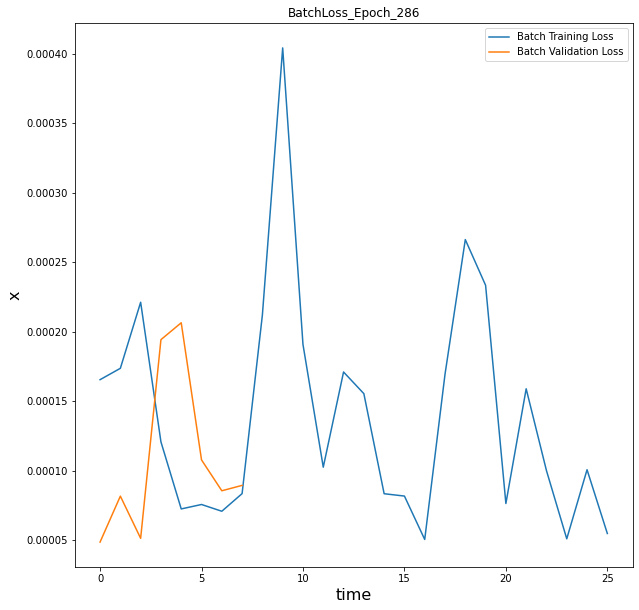 BatchLoss_Epoch_286
Batch Training Loss
Batch Validation Loss
0.00040
0.00035
0.00030
0.00025
0.00020
0.00015
0.00010
0.00005
x
0 5 10 15 20 25
time